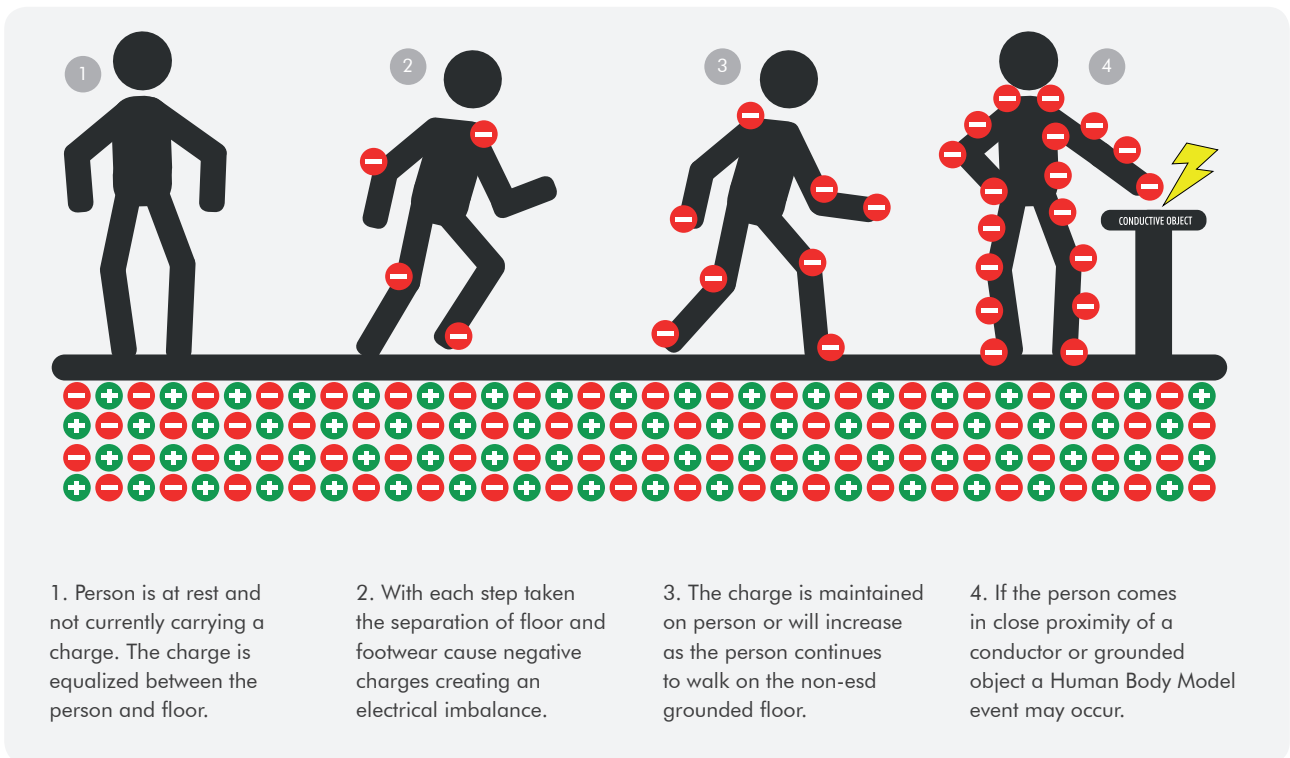 1
2
3
4
CONDUCTIVE OBJECT
1. Person is at rest and
not currently carrying a
charge. The charge is
equalized between the
person and floor.
2. With each step taken
the separation of floor and
footwear cause negative
charges creating an
electrical imbalance.
3. The charge is maintained
on person or will increase
as the person continues
to walk on the non-esd
grounded floor.
4. If the person comes
in close proximity of a
conductor or grounded
object a Human Body Model
event may occur.